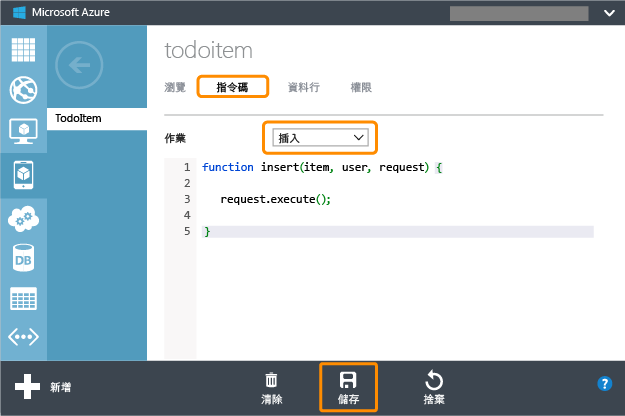 Microsoft Azure
todoitem
瀏覽 指令碼 資料行 權限
TodoItem
作業 插入
1 function insert(item, user, request) {
2
3 request.execute();
4
5 }
DB
新增 清除 儲存 捨棄 ?